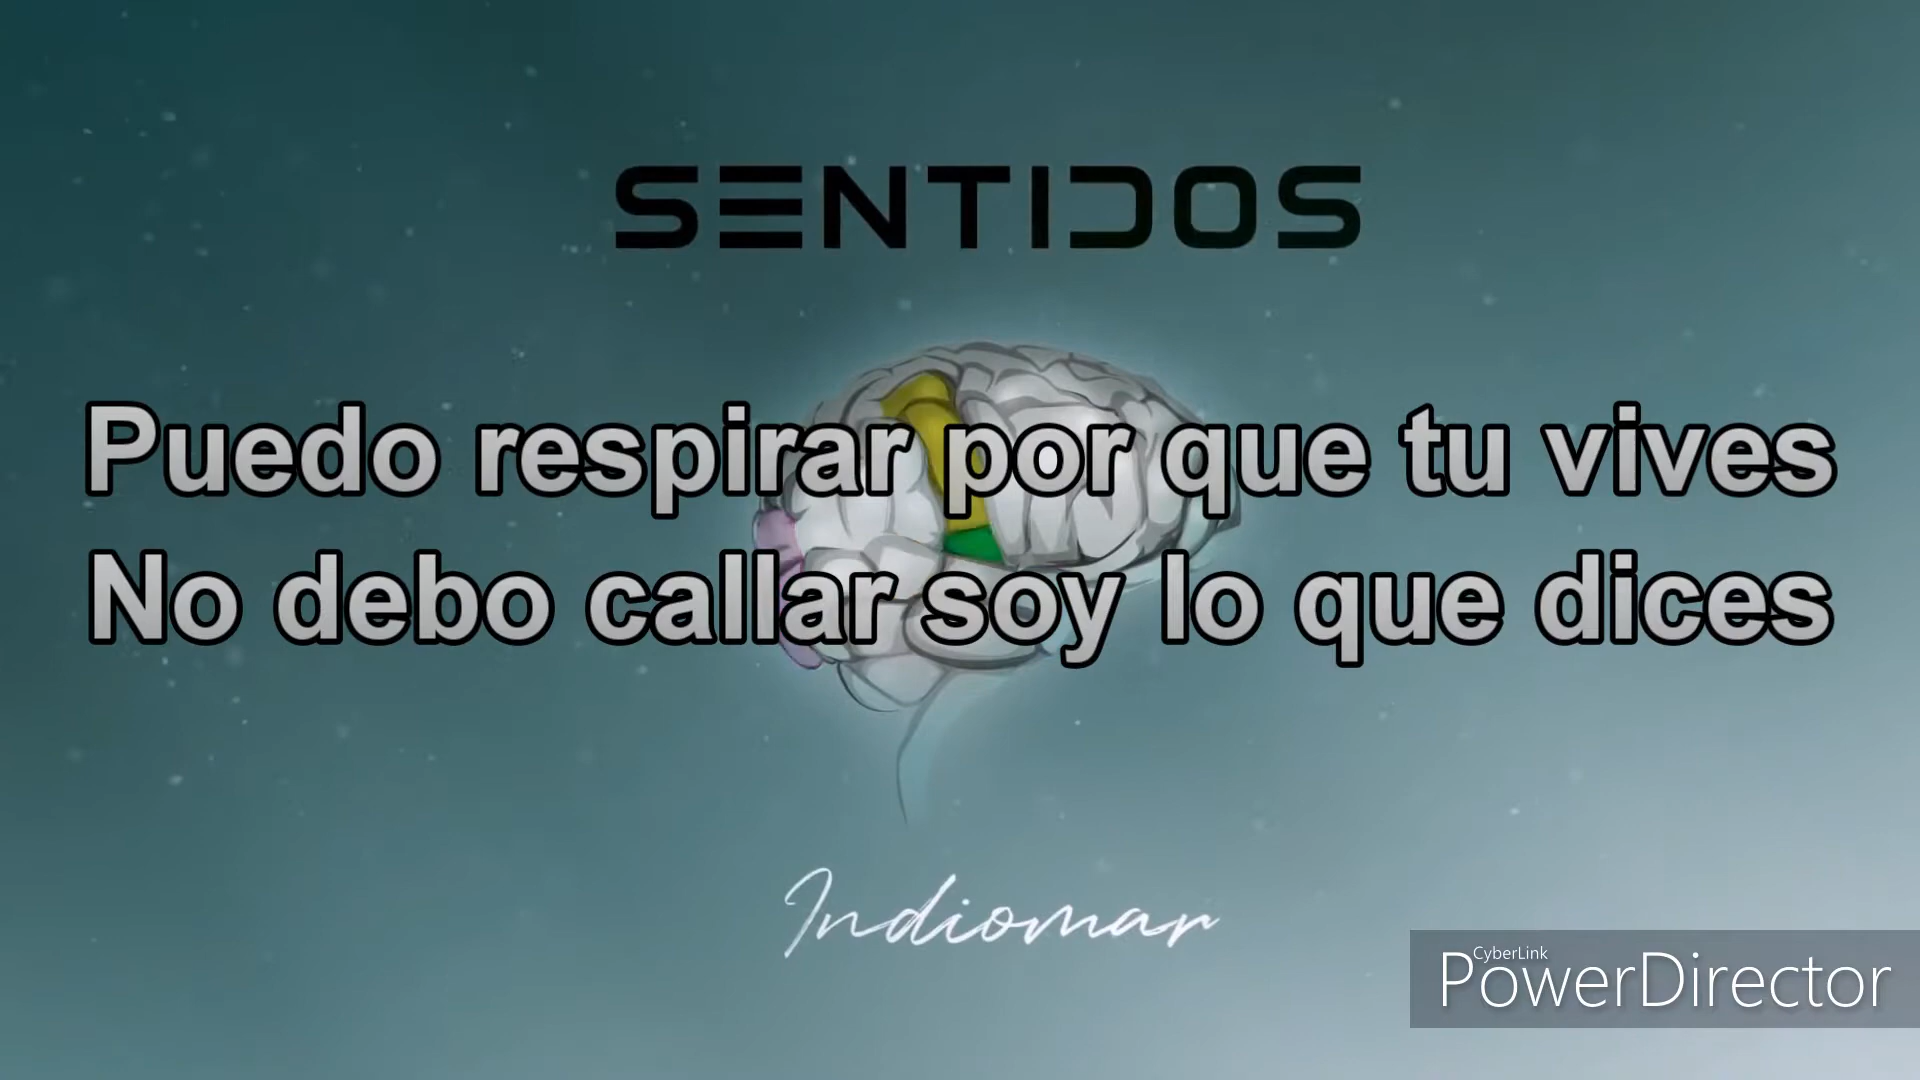 SENTIDOS
Puedo respirar por que tu vives
No debo callar soy lo que dices
Indiomar
CyberLink
PowerDirector